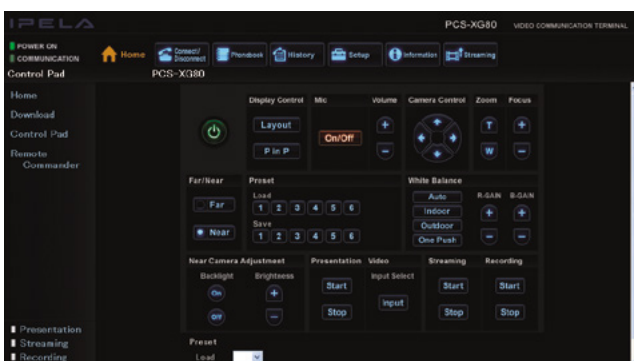 IPELA
PCS-XG80 VIDEO COMMUNICATION TERMINAL
POWER ON
COMMUNICATION
Home Connect/Disconnect Phonebook History Setup Information Streaming
Control Pad PCS-XG80
Home
Download
Control Pad
Remote
Commander
Display Control Mic Volume Camera Control Zoom Focus
Layout + T +
On/Off
P in P - W -
Far/Near Preset White Balance
Load Auto R-GAIN B-GAIN
Far 1 2 3 4 5 6 Indoor + +
Save Outdoor
Near 1 2 3 4 5 6 One Push - -
Near Camera Adjustment Presentation Video Streaming Recording
Backlight Brightness Input Select
On + Start Start Start
Input
Off - Stop Stop Stop
Presentation
Streaming
Recording
Preset
Load